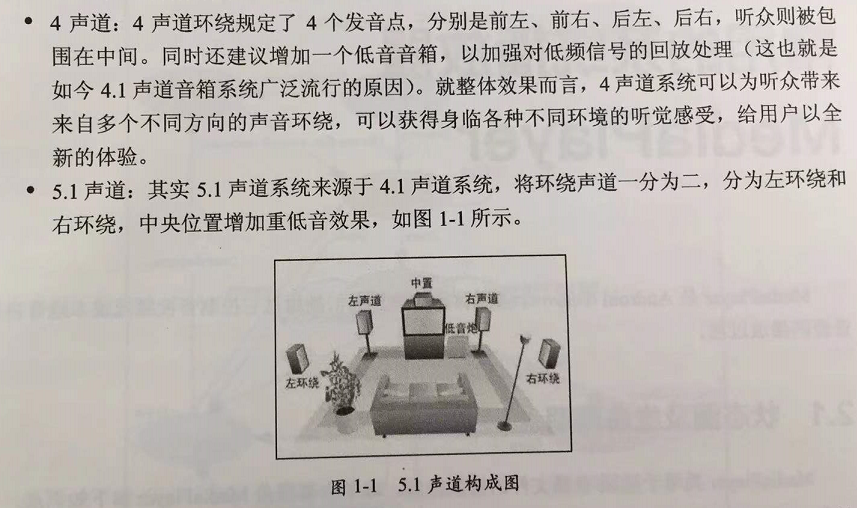 • 4 声道：4 声道环绕规定了 4 个发音点，分别是前左、前右、后左、后右，听众则被包
围在中间。同时还建议增加一个低音音箱，以加强对低频信号的回放处理（这也就是
如今 4.1 声道音箱系统广泛流行的原因）。就整体效果而言，4 声道系统可以为听众带来
来自多个不同方向的声音环绕，可以获得身临各种不同环境的听觉感受，给用户以全
新的体验。
• 5.1 声道：其实 5.1 声道系统来源于 4.1 声道系统，将环绕声道一分为二，分为左环绕和
右环绕，中央位置增加重低音效果，如图 1-1 所示。
中置
左声道
右声道
低音炮
左环绕
右环绕
图 1-1 5.1 声道构成图
MediaPlayer
2.1